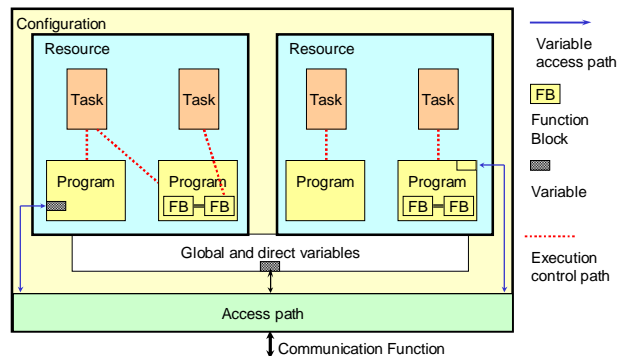 Configuration
Resource
Resource
Task
Task
Task
Task
Program
Program
FB
FB
Program
Program
FB
FB
Global and direct variables
Access path
Communication Function
Variable
access path
FB
Function
Block
Variable
Execution
control path